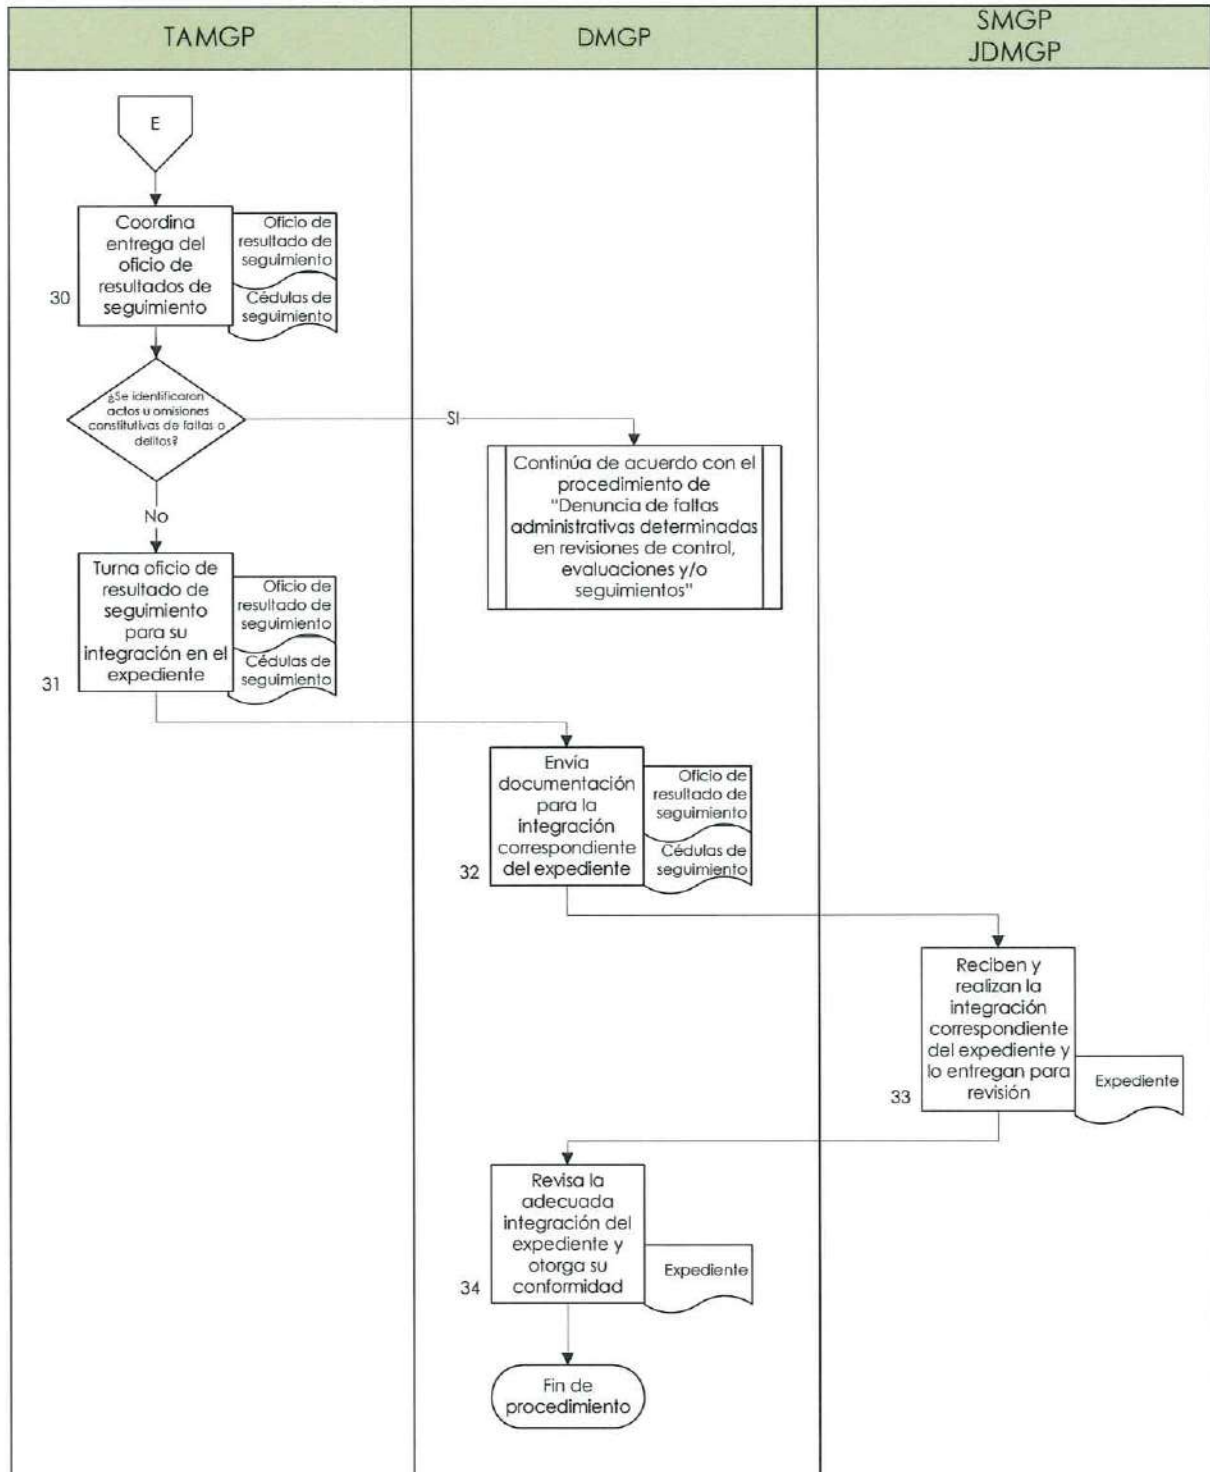 TAMGP
DMGP
SMGP
JDMGP
E
Coordina
entrega del
oficio de
resultados de
seguimiento
Oficio de
resultado de
seguimiento
Cédulas de
seguimiento
30
¿Se identificaron
actos u omisiones
constitutivas de faltas o
delitos?
SI
Continúa de acuerdo con el
procedimiento de
"Denuncia de faltas
administrativas determinadas
en revisiones de control,
evaluaciones y/o
seguimientos"
No
Turna oficio de
resultado de
seguimiento
para su
integración en el
expediente
Oficio de
resultado de
seguimiento
Cédulas de
seguimiento
31
Envía
documentación
para la
integración
correspondiente
del expediente
Oficio de
resultado de
seguimiento
Cédulas de
seguimiento
32
Reciben y
realizan la
integración
correspondiente
del expediente y
lo entregan para
revisión
Expediente
33
Revisa la
adecuada
integración del
expediente y
otorga su
conformidad
Expediente
34
Fin de
procedimiento